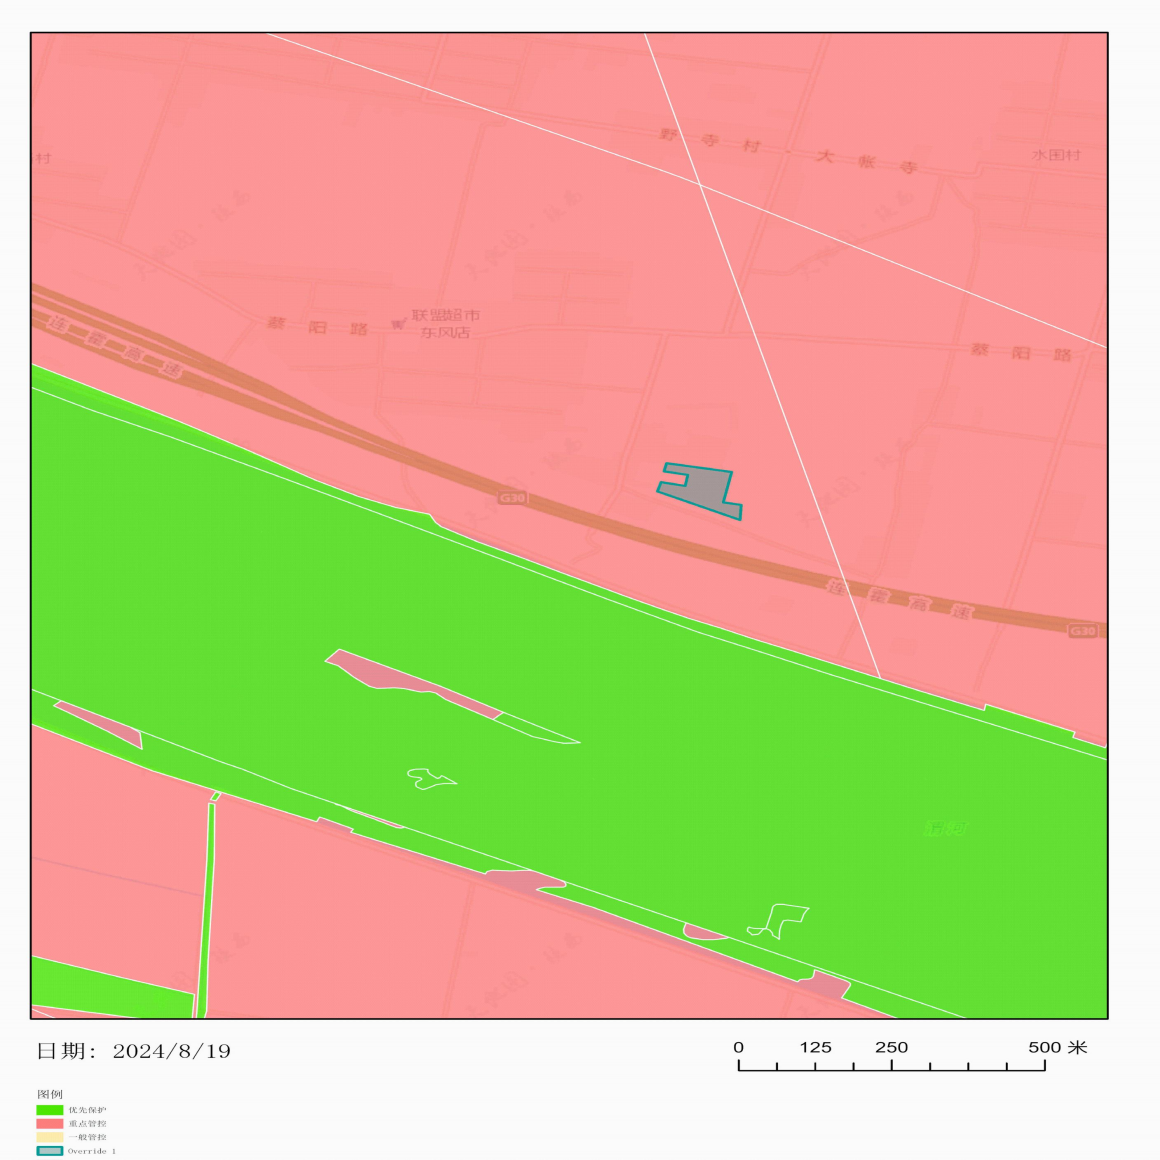 野寺村 - 大帐寺
水围村
村
联盟超市
东风店
蔡阳路
蔡阳路
连霍高速
G30
连霍高速
G30
渭河
日期: 2024/8/19
0 125 250 500 米
图例
优先保护
重点管控
一般管控
Override 1